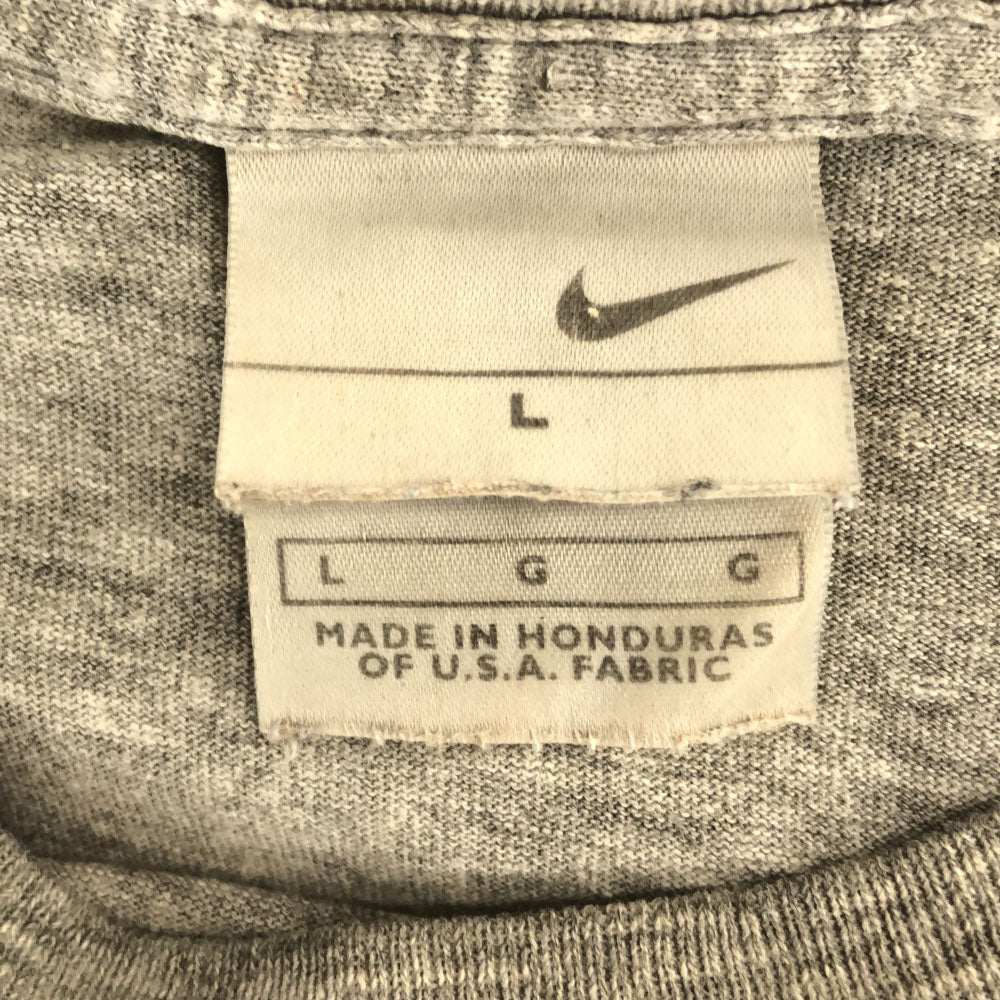 L
L G G
MADE IN HONDURAS
OF U.S.A. FABRIC